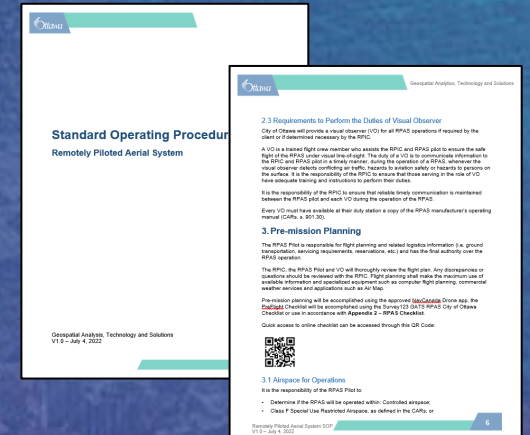 Ottawa
Standard Operating Procedur
Remotely Piloted Aerial System
Geospatial Analysis, Technology and Solutions
V1.0 – July 4, 2022
Ottawa
Geospatial Analytics, Technology and Solutions
2.3 Requirements to Perform the Duties of Visual Observer
City of Ottawa will provide a visual observer (VO) for all RPAS operations if required by the
client or if determined necessary by the RPIC.
A VO is a trained flight crew member who assists the RPIC and RPAS pilot to ensure the safe
flight of the RPAS under visual line-of-sight. The duty of a VO is to communicate information to
the RPIC and RPAS pilot in a timely manner, during the operation of a RPAS, whenever the
visual observer detects conflicting air traffic, hazards to aviation safety or hazards to persons on
the surface. It is the responsibility of the RPIC to ensure that those serving in the role of VO
have adequate training and instructions to perform their duties.
It is the responsibility of the RPIC to ensure that reliable timely communication is maintained
between the RPAS pilot and each VO during the operation of the RPAS.
Every VO must have available at their duty station a copy of the RPAS manufacturer's operating
manual (CARs, s. 901.30).
3. Pre-mission Planning
The RPAS Pilot is responsible for flight planning and related logistics information (i.e. ground
transportation, servicing requirements, reservations, etc.) and has the final authority over the
RPAS operation.
The RPIC, the RPAS Pilot and VO will thoroughly review the flight plan. Any discrepancies or
questions should be reviewed with the RPIC. Flight planning shall make the maximum use of
available information and specialized equipment such as computer flight planning, commercial
weather services and applications such as Air Map.
Pre-mission planning will be accomplished using the approved NavCanada Drone app, the
PreFlight Checklist will be accomplished using the Survey123 GATS RPAS City of Ottawa
Checklist or use in accordance with Appendix 2 – RPAS Checklist.
Quick access to online checklist can be accessed through this QR Code:
3.1 Airspace for Operations
It is the responsibility of the RPAS Pilot to:
• Determine if the RPAS will be operated within: Controlled airspace;
• Class F Special Use Restricted Airspace, as defined in the CARs; or
Remotely Piloted Aerial System SOP
V1.0 – July 4, 2022
6